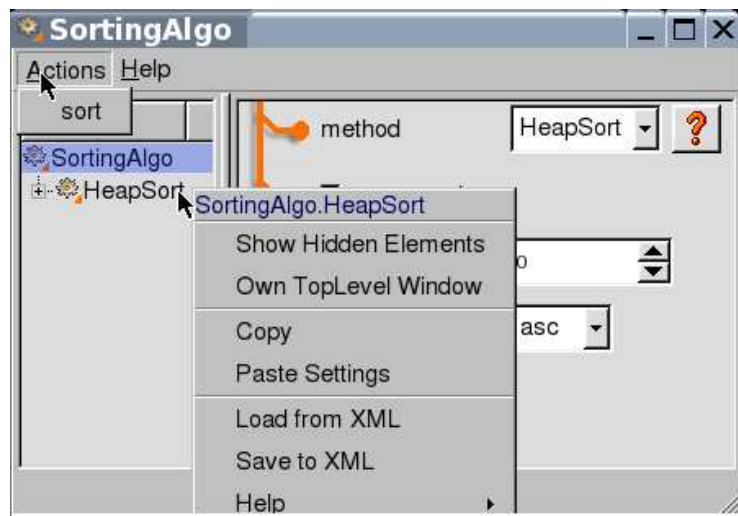 SortingAlgo
Actions Help
sort
method HeapSort ?
SortingAlgo
HeapSort
SortingAlgo.HeapSort
Show Hidden Elements
Own TopLevel Window
0
Copy
asc
Paste Settings
Load from XML
Save to XML
Help